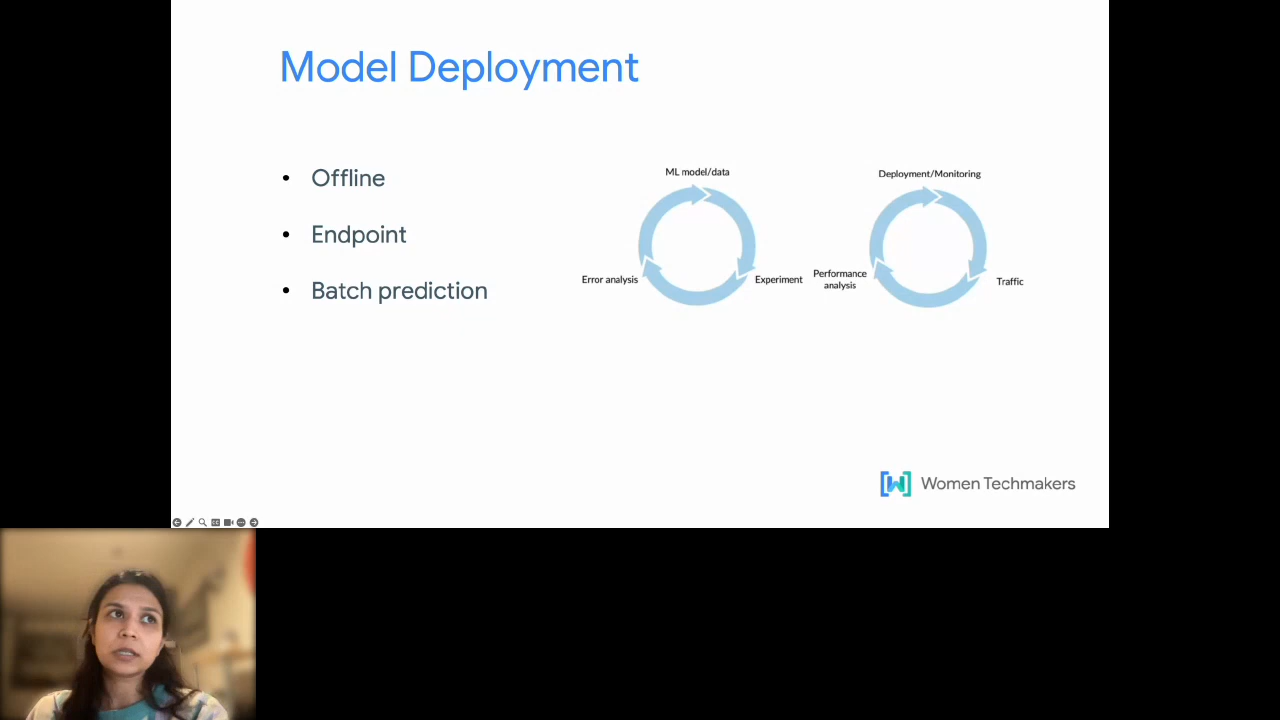 Model Deployment
• Offline
• Endpoint
• Batch prediction
ML model/data
Error analysis
Experiment
Deployment/Monitoring
Performance
analysis
Traffic
[W] Women Techmakers